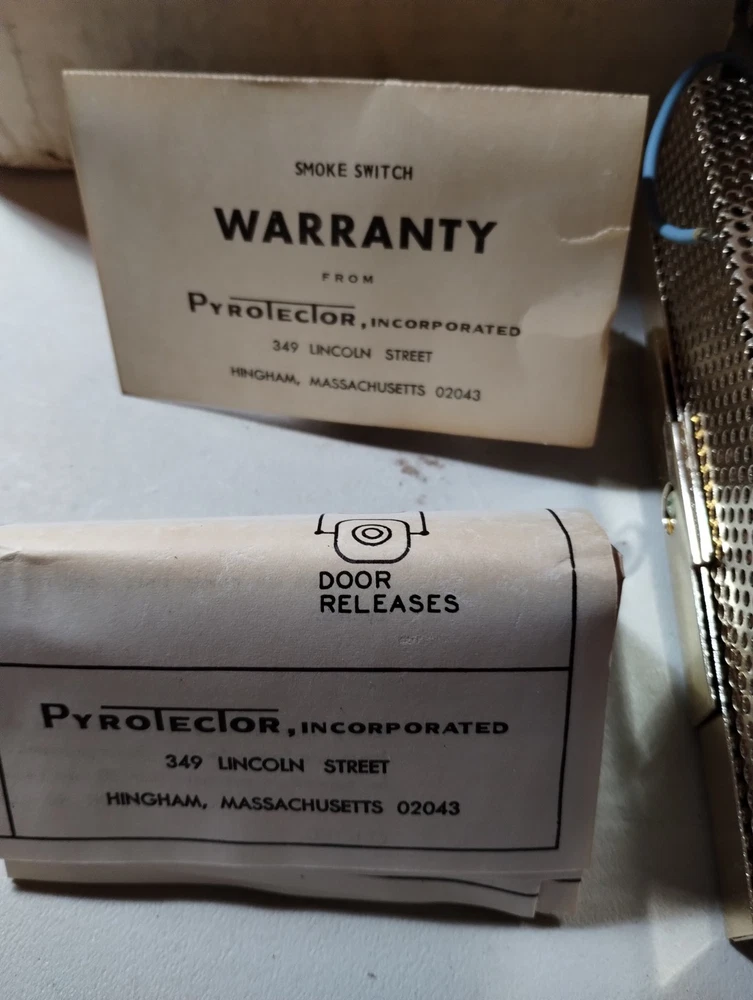 SMOKE SWITCH
WARRANTY
FROM
PYROTECTOR, INCORPORATED
349 LINCOLN STREET
HINGHAM, MASSACHUSETTS 02043
DOOR
RELEASES
PYROTECTOR, INCORPORATED
349 LINCOLN STREET
HINGHAM, MASSACHUSETTS 02043